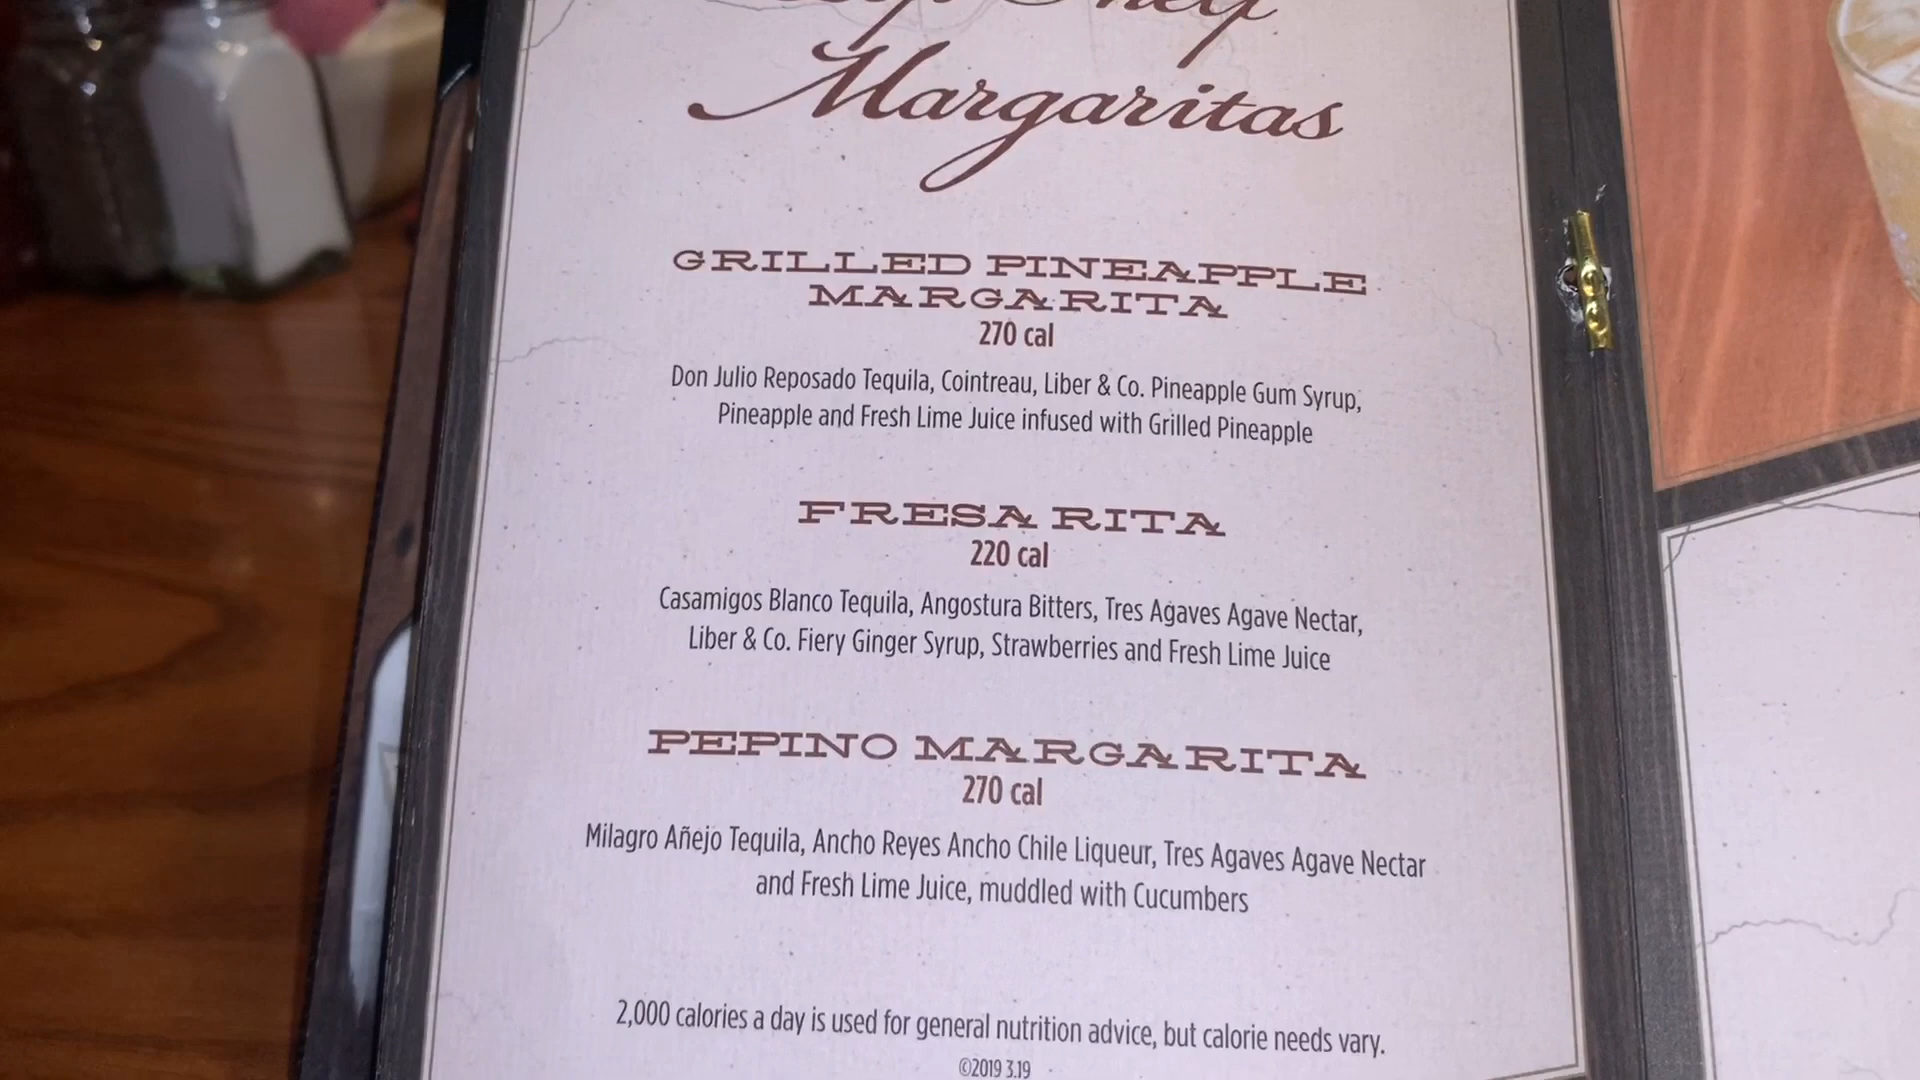 Shelf
Margaritas
GRILLED PINEAPPLE
MARGARITA
270 cal
Don Julio Reposado Tequila, Cointreau, Liber & Co. Pineapple Gum Syrup,
Pineapple and Fresh Lime Juice infused with Grilled Pineapple
FRESA RITA
220 cal
Casamigos Blanco Tequila, Angostura Bitters, Tres Agaves Agave Nectar,
Liber & Co. Fiery Ginger Syrup, Strawberries and Fresh Lime Juice
PEPINO MARGARITA
270 cal
Milagro Añejo Tequila, Ancho Reyes Ancho Chile Liqueur, Tres Agaves Agave Nectar
and Fresh Lime Juice, muddled with Cucumbers
2,000 calories a day is used for general nutrition advice, but calorie needs vary.
©2019 3.19